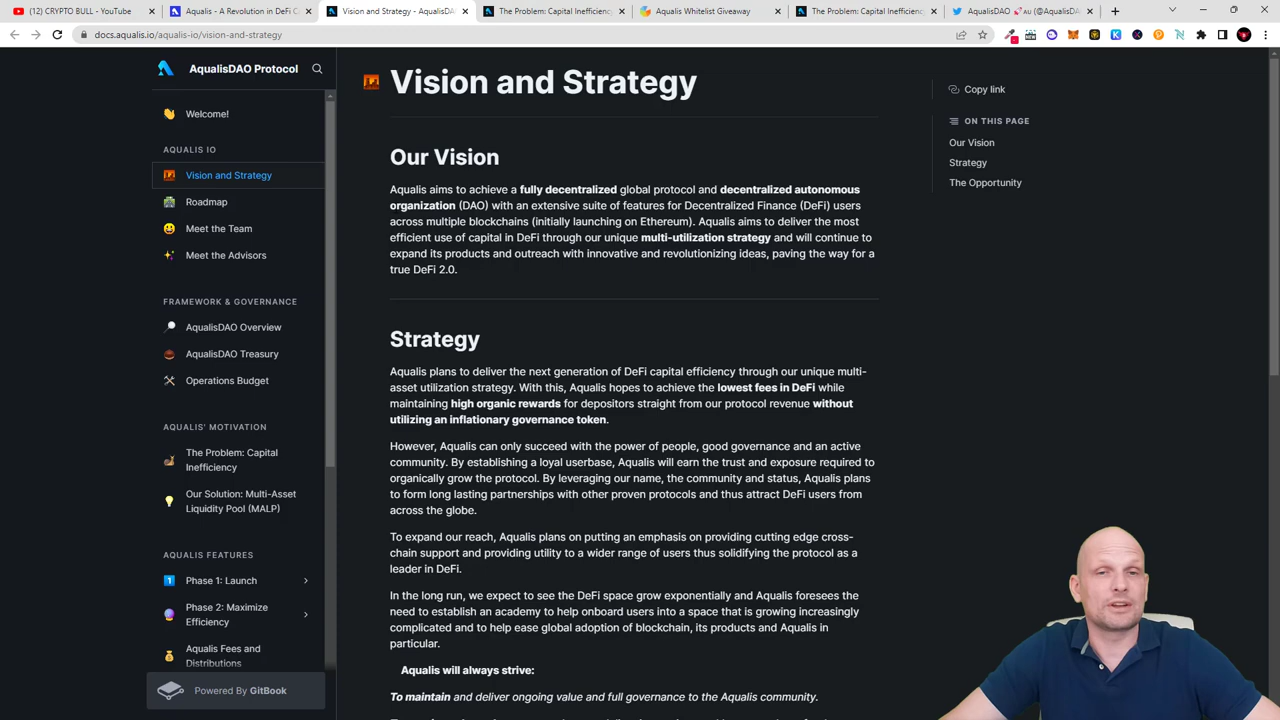 (12) CRYPTO BULL - YouTube
Aqualis - A Revolution in DeFi C
Vision and Strategy - AqualisDA
The Problem: Capital Inefficienc
Aqualis Whitelist Giveaway
The Problem: Capital Inefficienc
AqualisDAO 🚀au (@AqualisDA
docs.aqualis.io/aqualis-io/vision-and-strategy
AqualisDAO Protocol
Welcome!
AQUALIS IO
Vision and Strategy
Roadmap
Meet the Team
Meet the Advisors
FRAMEWORK & GOVERNANCE
AqualisDAO Overview
AqualisDAO Treasury
Operations Budget
AQUALIS' MOTIVATION
The Problem: Capital
Inefficiency
Our Solution: Multi-Asset
Liquidity Pool (MALP)
AQUALIS FEATURES
Phase 1: Launch
Phase 2: Maximize
Efficiency
Aqualis Fees and
Distributions
Powered By GitBook
Vision and Strategy
Our Vision
Aqualis aims to achieve a fully decentralized global protocol and decentralized autonomous
organization (DAO) with an extensive suite of features for Decentralized Finance (DeFi) users
across multiple blockchains (initially launching on Ethereum). Aqualis aims to deliver the most
efficient use of capital in DeFi through our unique multi-utilization strategy and will continue to
expand its products and outreach with innovative and revolutionizing ideas, paving the way for a
true DeFi 2.0.
Strategy
Aqualis plans to deliver the next generation of DeFi capital efficiency through our unique multi-
asset utilization strategy. With this, Aqualis hopes to achieve the lowest fees in DeFi while
maintaining high organic rewards for depositors straight from our protocol revenue without
utilizing an inflationary governance token.
However, Aqualis can only succeed with the power of people, good governance and an active
community. By establishing a loyal userbase, Aqualis will earn the trust and exposure required to
organically grow the protocol. By leveraging our name, the community and status, Aqualis plans
to form long lasting partnerships with other proven protocols and thus attract DeFi users from
across the globe.
To expand our reach, Aqualis plans on putting an emphasis on providing cutting edge cross-
chain support and providing utility to a wider range of users thus solidifying the protocol as a
leader in DeFi.
In the long run, we expect to see the DeFi space grow exponentially and Aqualis foresees the
need to establish an academy to help onboard users into a space that is growing increasingly
complicated and to help ease global adoption of blockchain, its products and Aqualis in
particular.
Aqualis will always strive:
To maintain and deliver ongoing value and full governance to the Aqualis community.
Copy link
ON THIS PAGE
Our Vision
Strategy
The Opportunity